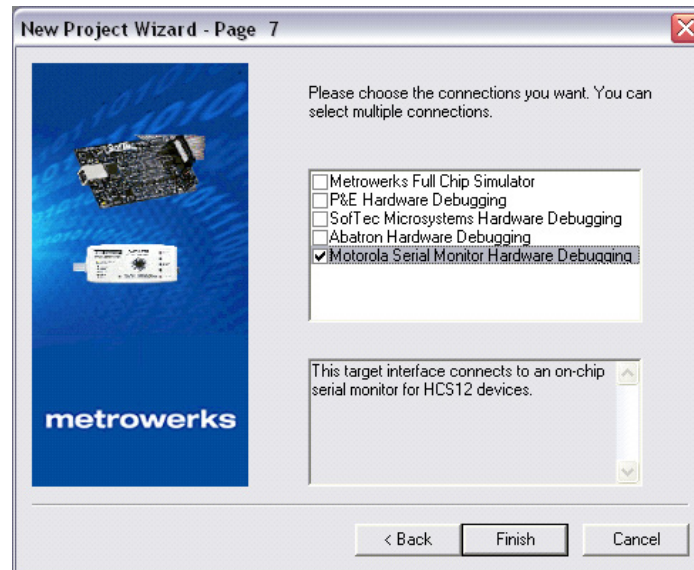 New Project Wizard - Page 7
Please choose the connections you want. You can
select multiple connections.
Metrowerks Full Chip Simulator
P&E Hardware Debugging
SofTec Microsystems Hardware Debugging
Abatron Hardware Debugging
Motorola Serial Monitor Hardware Debugging
This target interface connects to an on-chip
serial monitor for HCS12 devices.
metrowerks
< Back
Finish
Cancel